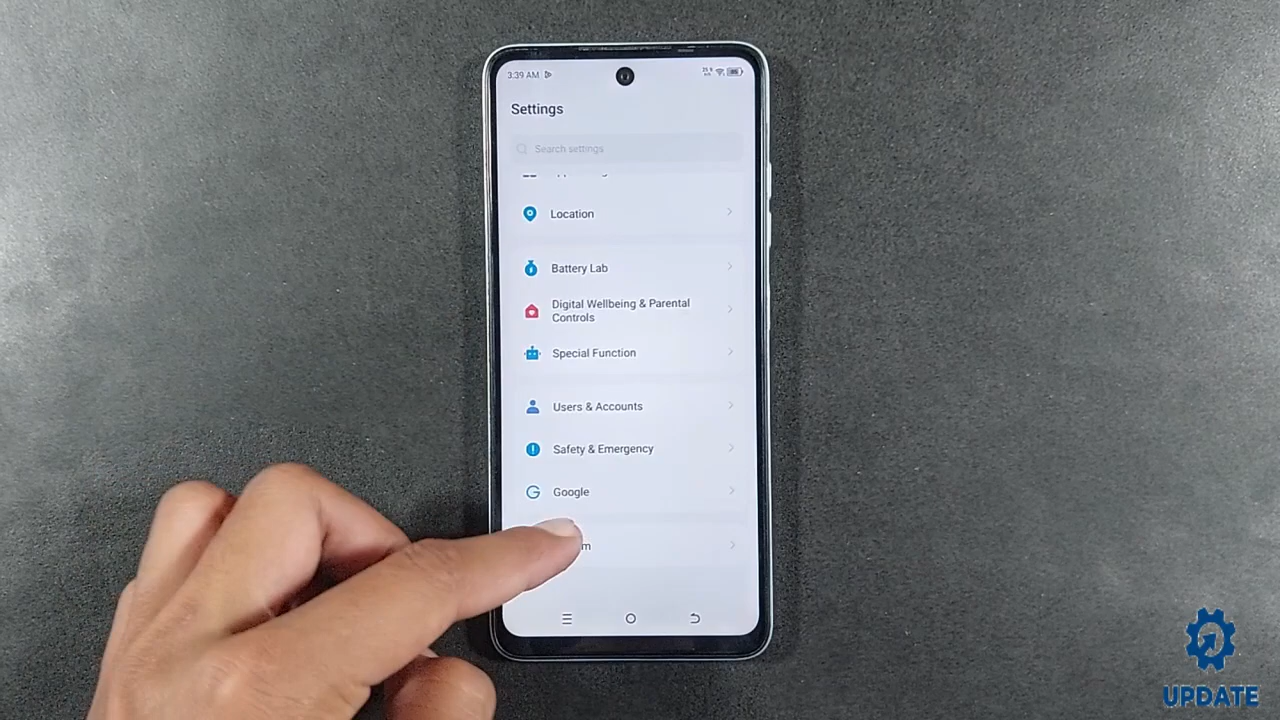 3:39 AM
Settings
Search settings
Location
Battery Lab
Digital Wellbeing & Parental
Controls
Special Function
Users & Accounts
Safety & Emergency
Google
UPDATE